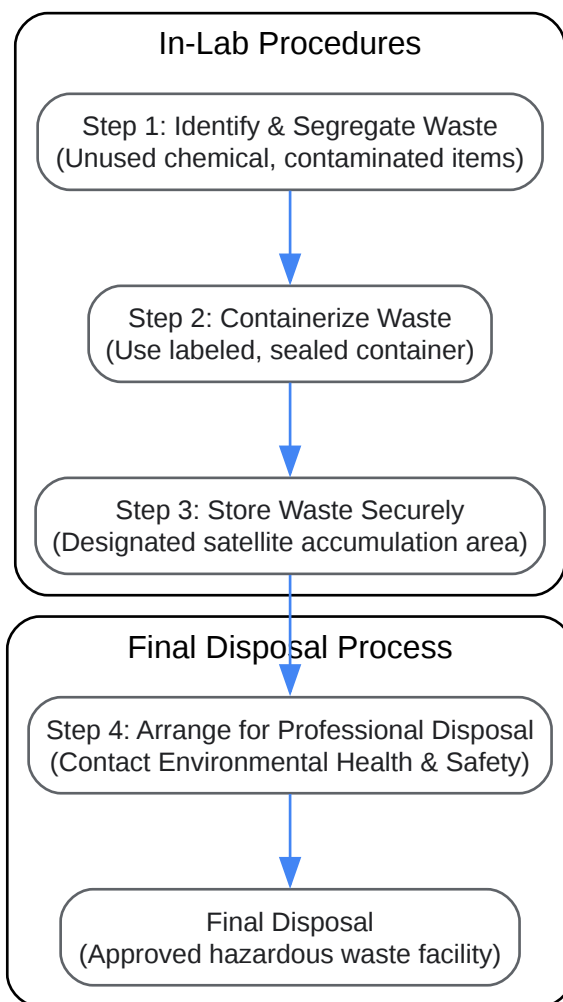 In-Lab Procedures
Step 1: Identify & Segregate Waste
(Unused chemical, contaminated items)
Step 2: Containerize Waste
(Use labeled, sealed container)
Step 3: Store Waste Securely
(Designated satellite accumulation area)
Final Disposal Process
Step 4: Arrange for Professional Disposal
(Contact Environmental Health & Safety)
Final Disposal
(Approved hazardous waste facility)